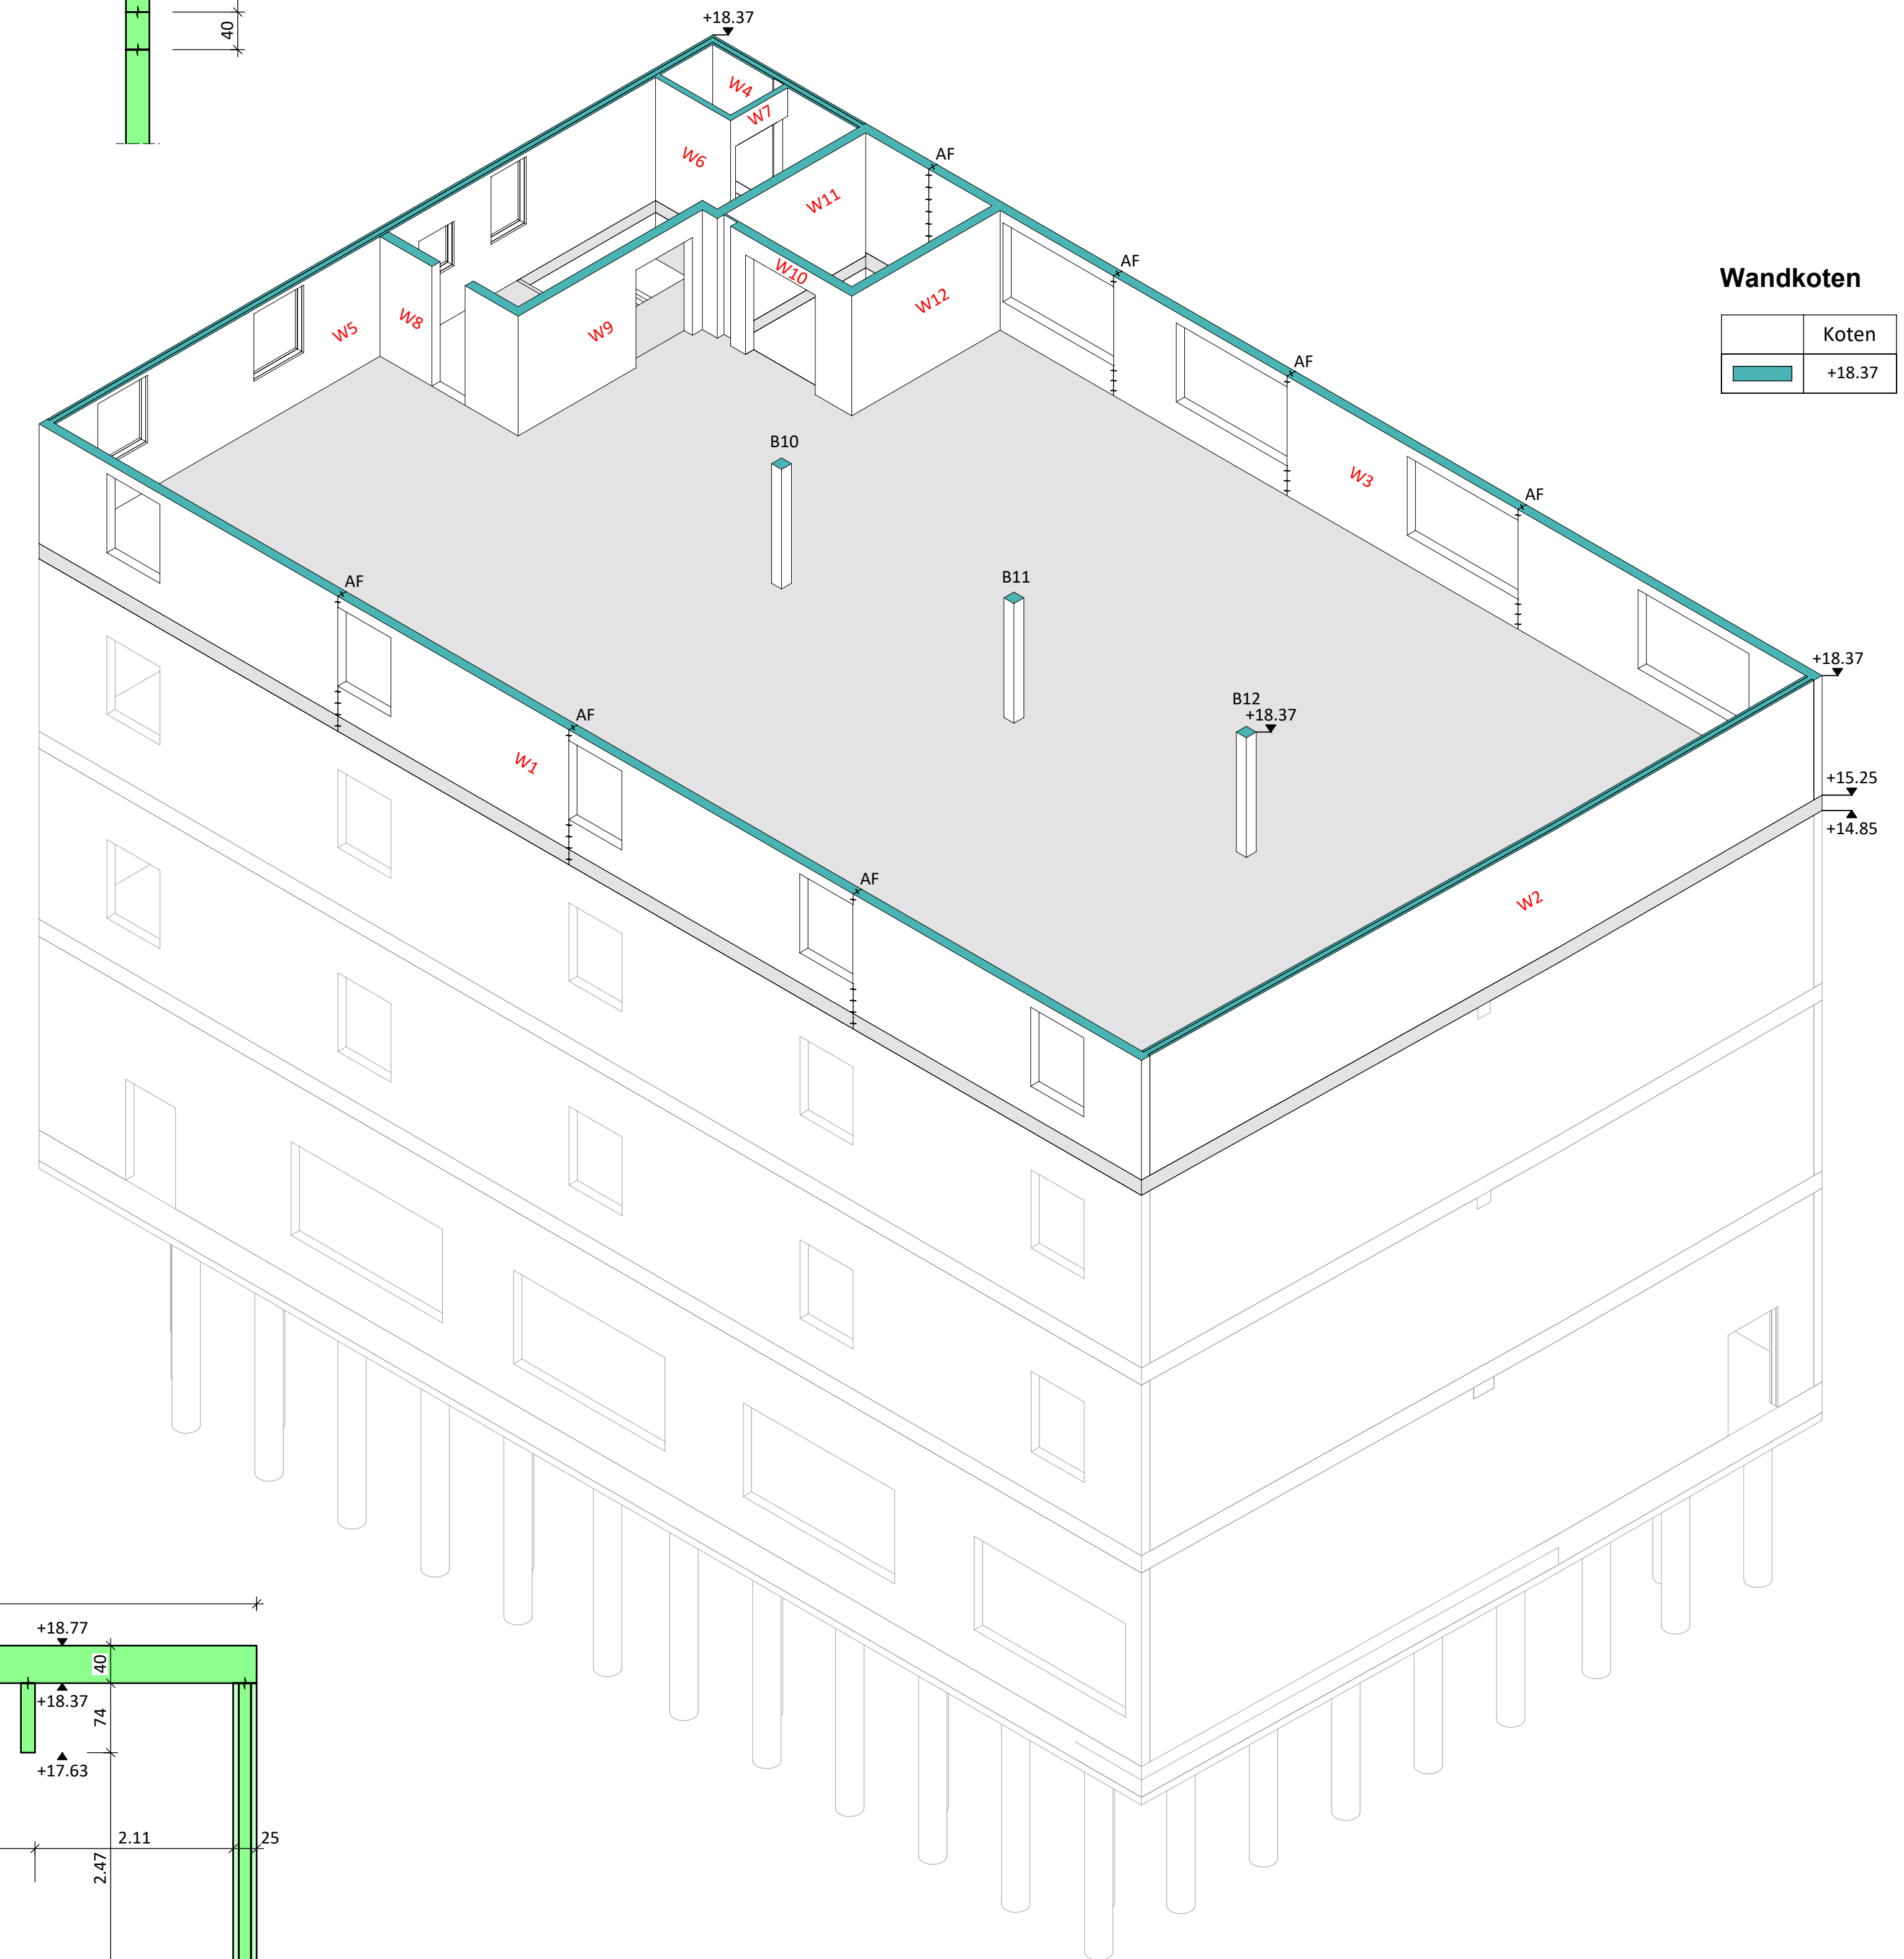 40
+18.37
W4
W7
W6
AF
W11
W10
W12
W5
W8
W9
AF
AF
W3
AF
Wandkoten
Koten
+18.37
B10
B11
B12
+18.37
AF
AF
W1
AF
+18.37
+15.25
+14.85
W2
+18.77
40
+18.37
74
+17.63
2.11
25
2.47